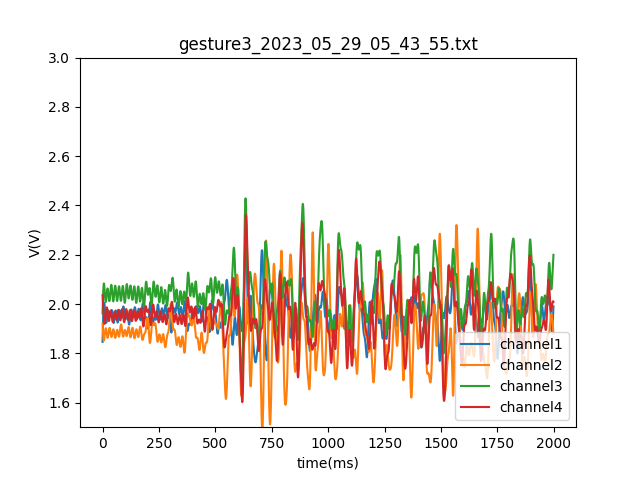 gesture3_2023_05_29_05_43_55.txt
3.0
2.8
2.6
2.4
2.2
2.0
1.8
1.6
V(V)
channel1
channel2
channel3
channel4
0 250 500 750 1000 1250 1500 1750 2000
time(ms)